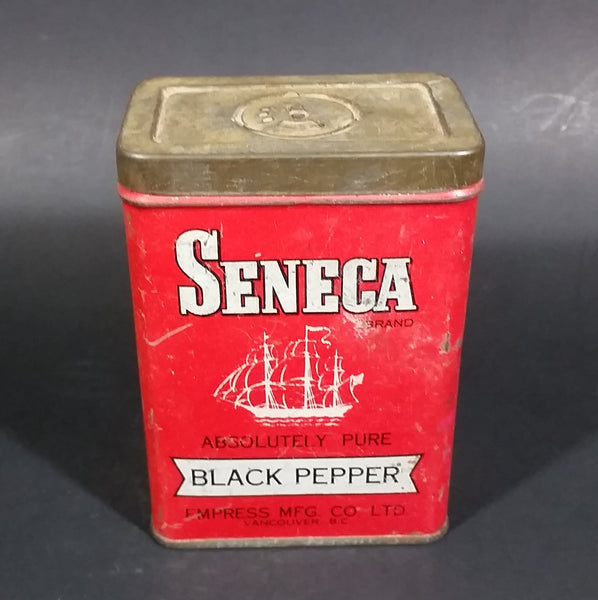 SENECA
BRAND
ABSOLUTELY PURE
BLACK PEPPER
EMPRESS MFG. CO. LTD.
VANCOUVER B.C.